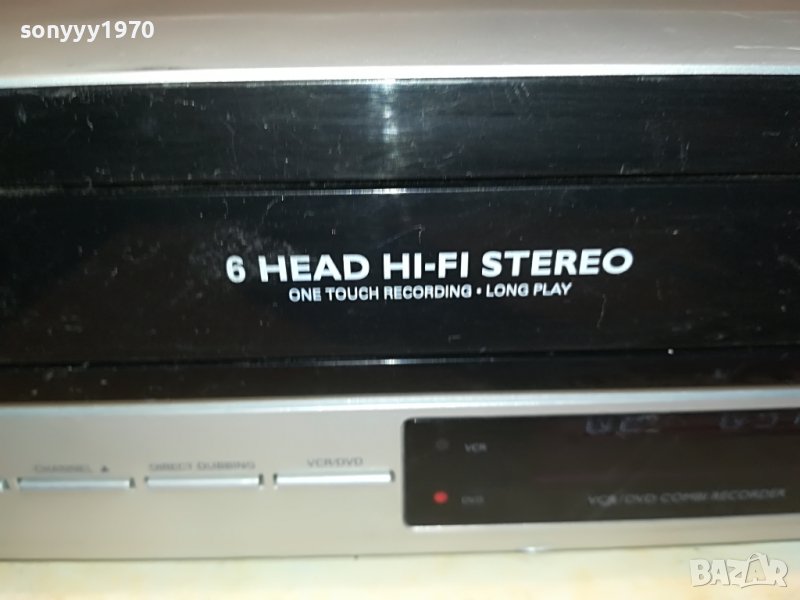 sonyyy1970
6 HEAD HI-FI STEREO
ONE TOUCH RECORDING • LONG PLAY
CHANNEL ▲
DIRECT DUBBING
VCR/DVD
VCR
DVD
VCR/DVD COMBI RECORDER
BAZAR